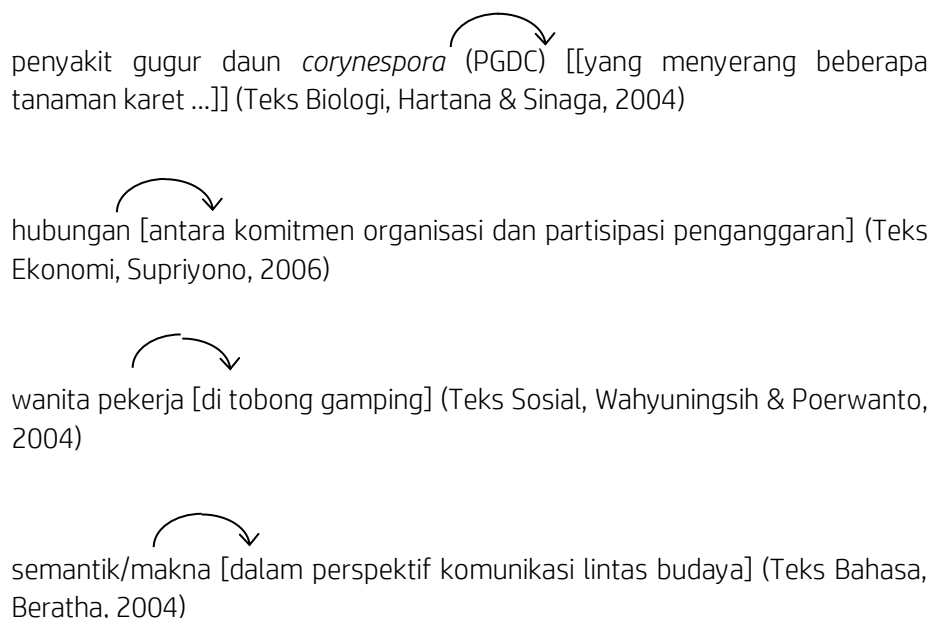 penyakit gugur daun corynespora (PGDC) [[yang menyerang beberapa
tanaman karet ...]] (Teks Biologi, Hartana & Sinaga, 2004)
hubungan [antara komitmen organisasi dan partisipasi penganggaran] (Teks
Ekonomi, Supriyono, 2006)
wanita pekerja [di tobong gamping] (Teks Sosial, Wahyuningsih & Poerwanto,
2004)
semantik/makna [dalam perspektif komunikasi lintas budaya] (Teks Bahasa,
Beratha, 2004)